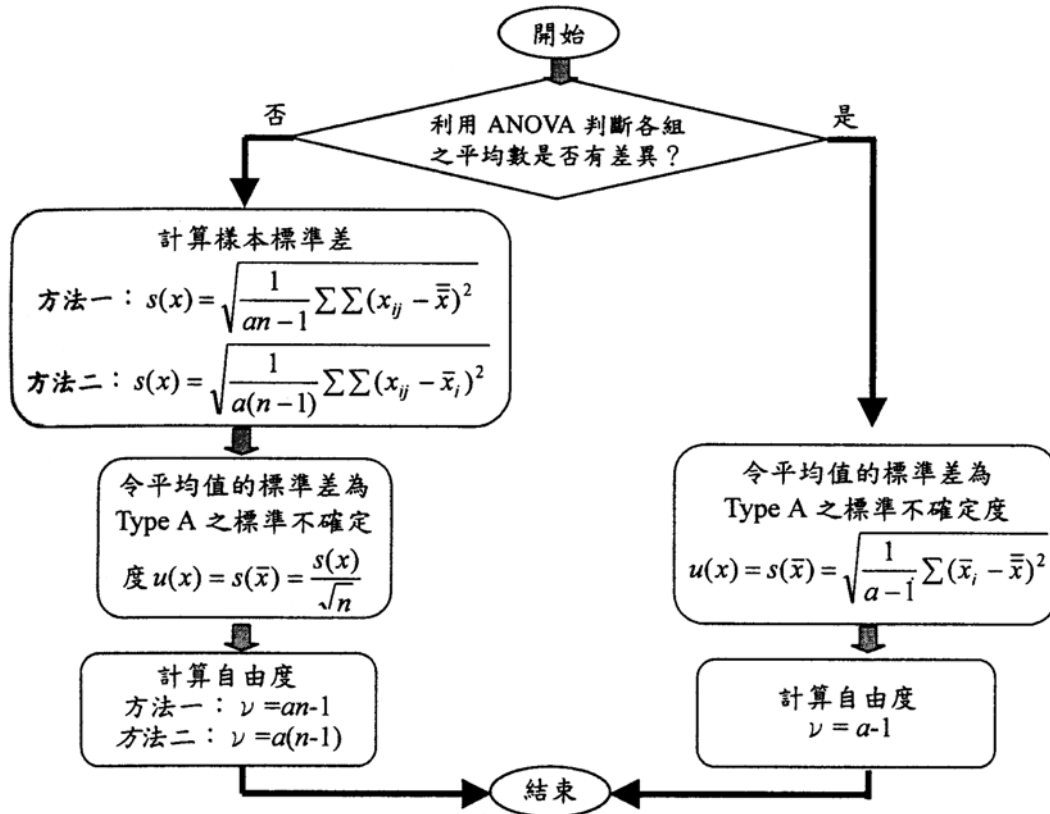 開始
否
是
利用 ANOVA 判斷各組
之平均數是否有差異？
計算樣本標準差
方法一：s(x) = √(1/(an−1) ΣΣ(x_ij − x̿)²)
方法二：s(x) = √(1/(a(n−1)) ΣΣ(x_ij − x̄_i)²)
令平均值的標準差為
Type A 之標準不確定
度 u(x) = s(x̄) = s(x)/√n
計算自由度
方法一：ν =an-1
方法二：ν =a(n-1)
令平均值的標準差為
Type A 之標準不確定度
u(x) = s(x̄) = √(1/(a−1) Σ(x̄_i − x̿)²)
計算自由度
ν = a-1
結束